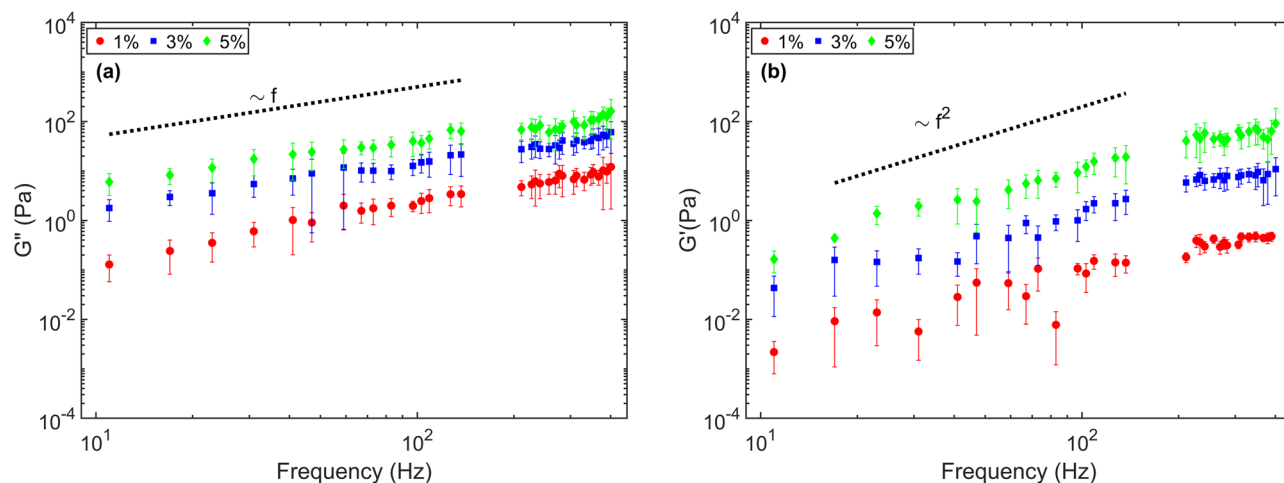 1% 3% 5%
(a)
~ f
10^4
10^2
10^0
10^-2
10^-4
G'' (Pa)
10^1
10^2
Frequency (Hz)
1% 3% 5%
(b)
~ f^2
10^4
10^2
10^0
10^-2
10^-4
G'(Pa)
10^1
10^2
Frequency (Hz)